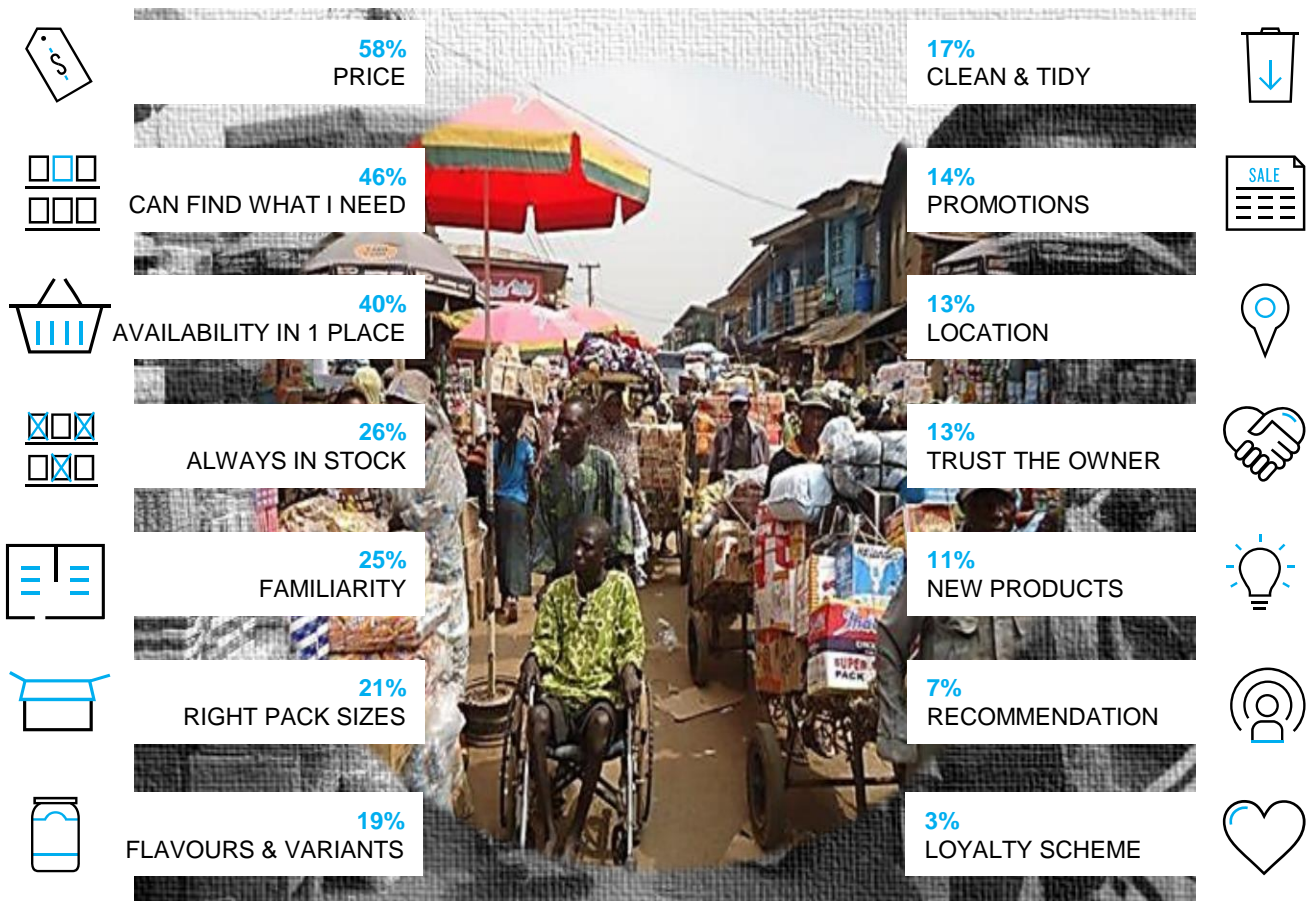 58%
PRICE
46%
CAN FIND WHAT I NEED
40%
AVAILABILITY IN 1 PLACE
26%
ALWAYS IN STOCK
25%
FAMILIARITY
21%
RIGHT PACK SIZES
19%
FLAVOURS & VARIANTS
17%
CLEAN & TIDY
14%
PROMOTIONS
SALE
13%
LOCATION
13%
TRUST THE OWNER
11%
NEW PRODUCTS
7%
RECOMMENDATION
3%
LOYALTY SCHEME
$
SUPER
PACK